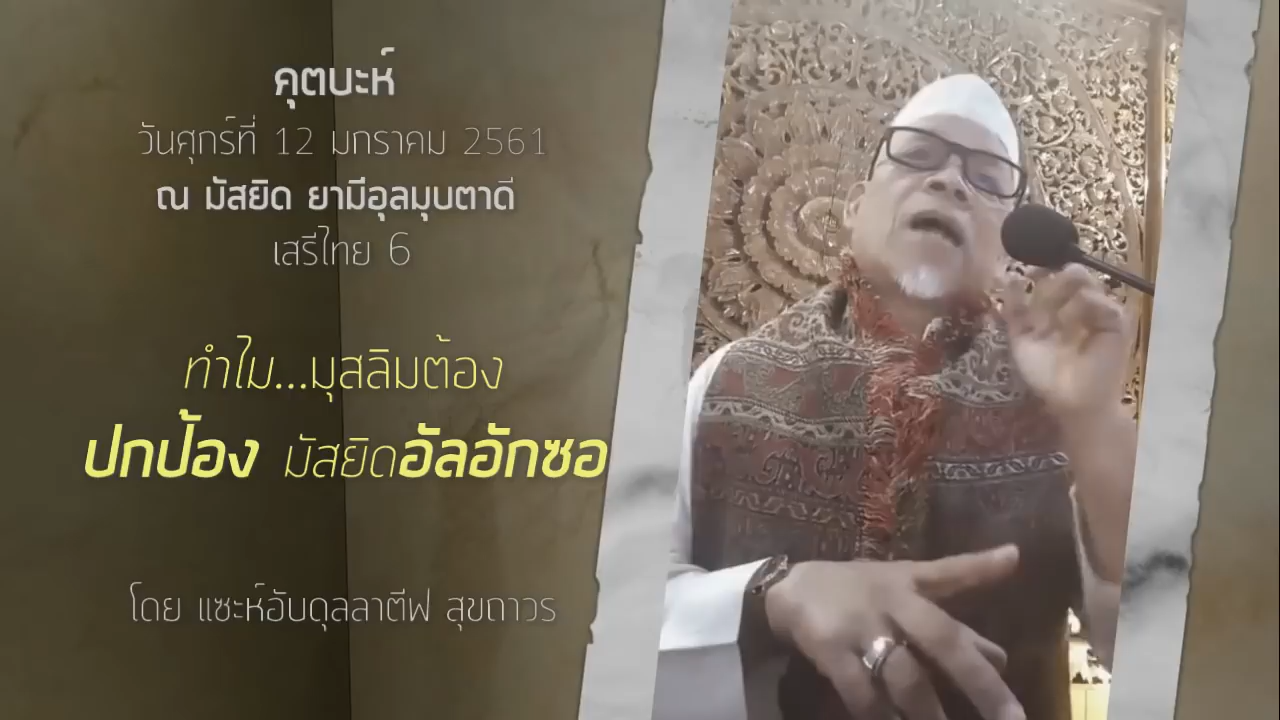 คุตบะห์
วันศุกร์ที่ 12 มกราคม 2561
ณ มัสยิด ยามีอุลมุบตาดี
เสรีไทย 6
ทำไม...มุสลิมต้อง
ปกป้อง มัสยิดอัลอักซอ
โดย แซะห์อับดุลลาตีฟ สุขถาวร